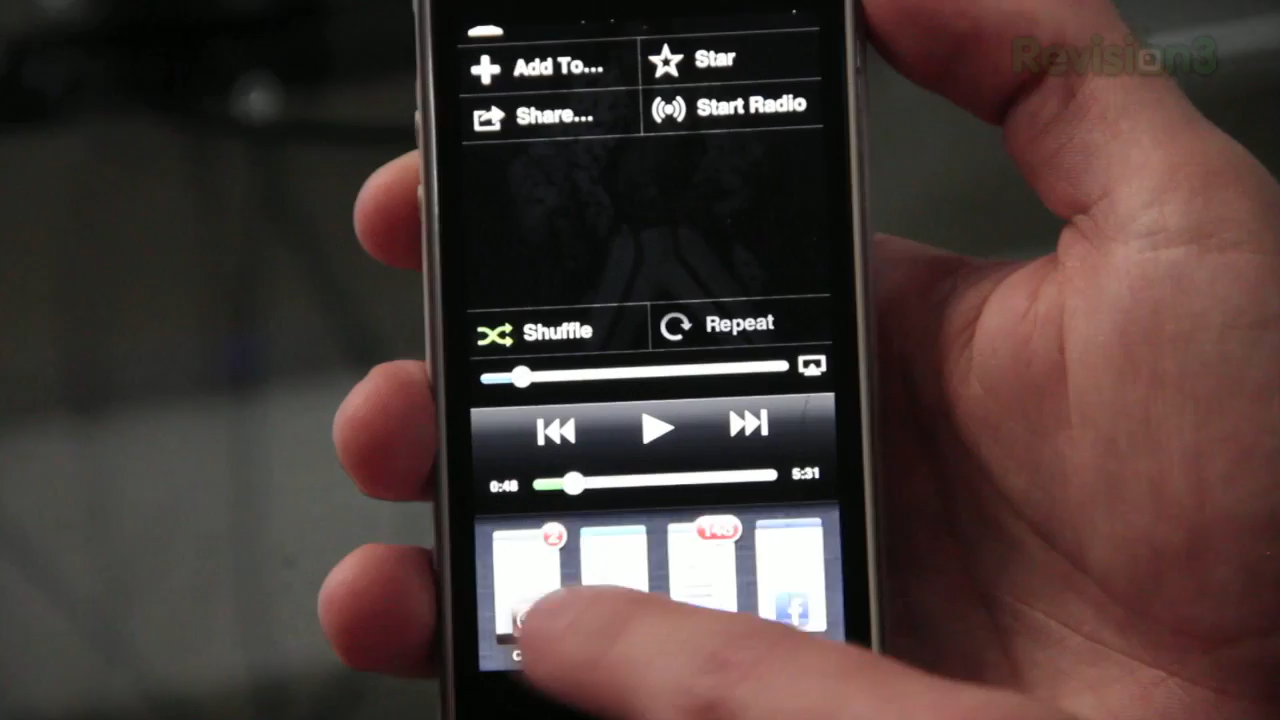 Revision3
Add To...
Star
Share...
Start Radio
Shuffle
Repeat
0:48
5:31
2
f